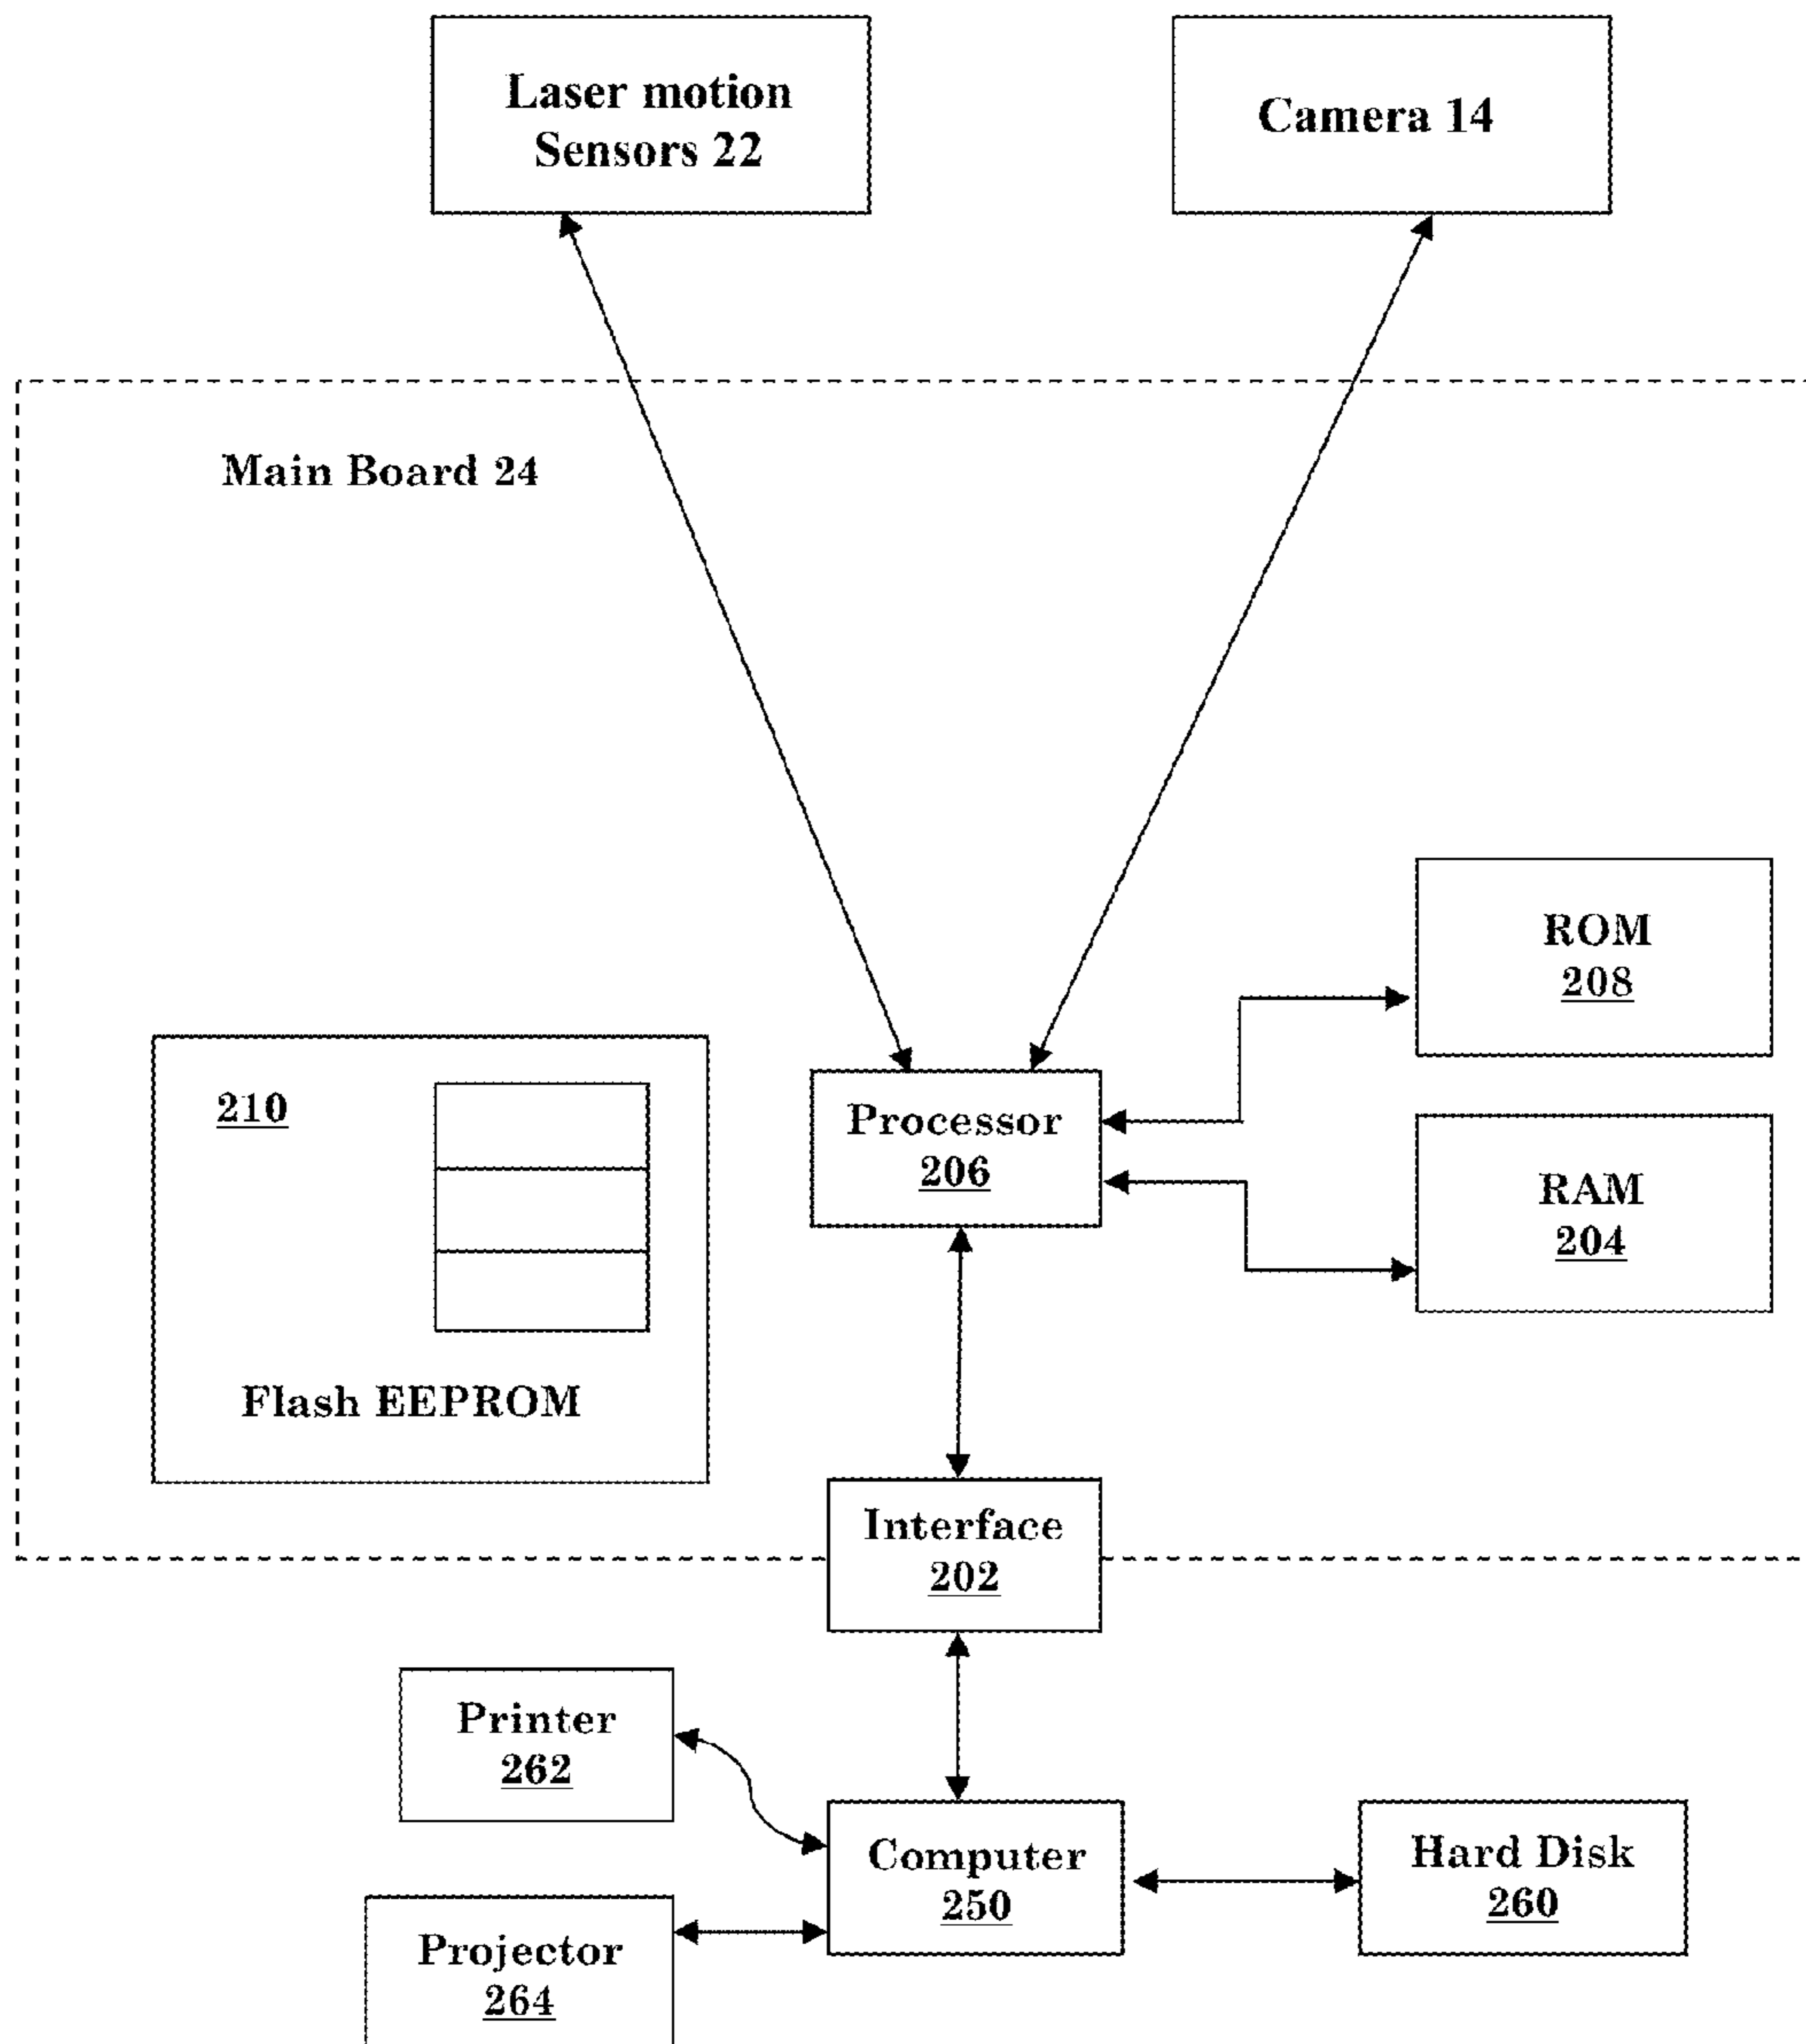 Laser motion
Sensors 22
Camera 14
Main Board 24
ROM
208
210
Processor
206
RAM
204
Flash EEPROM
Interface
202
Printer
262
Computer
250
Hard Disk
260
Projector
264